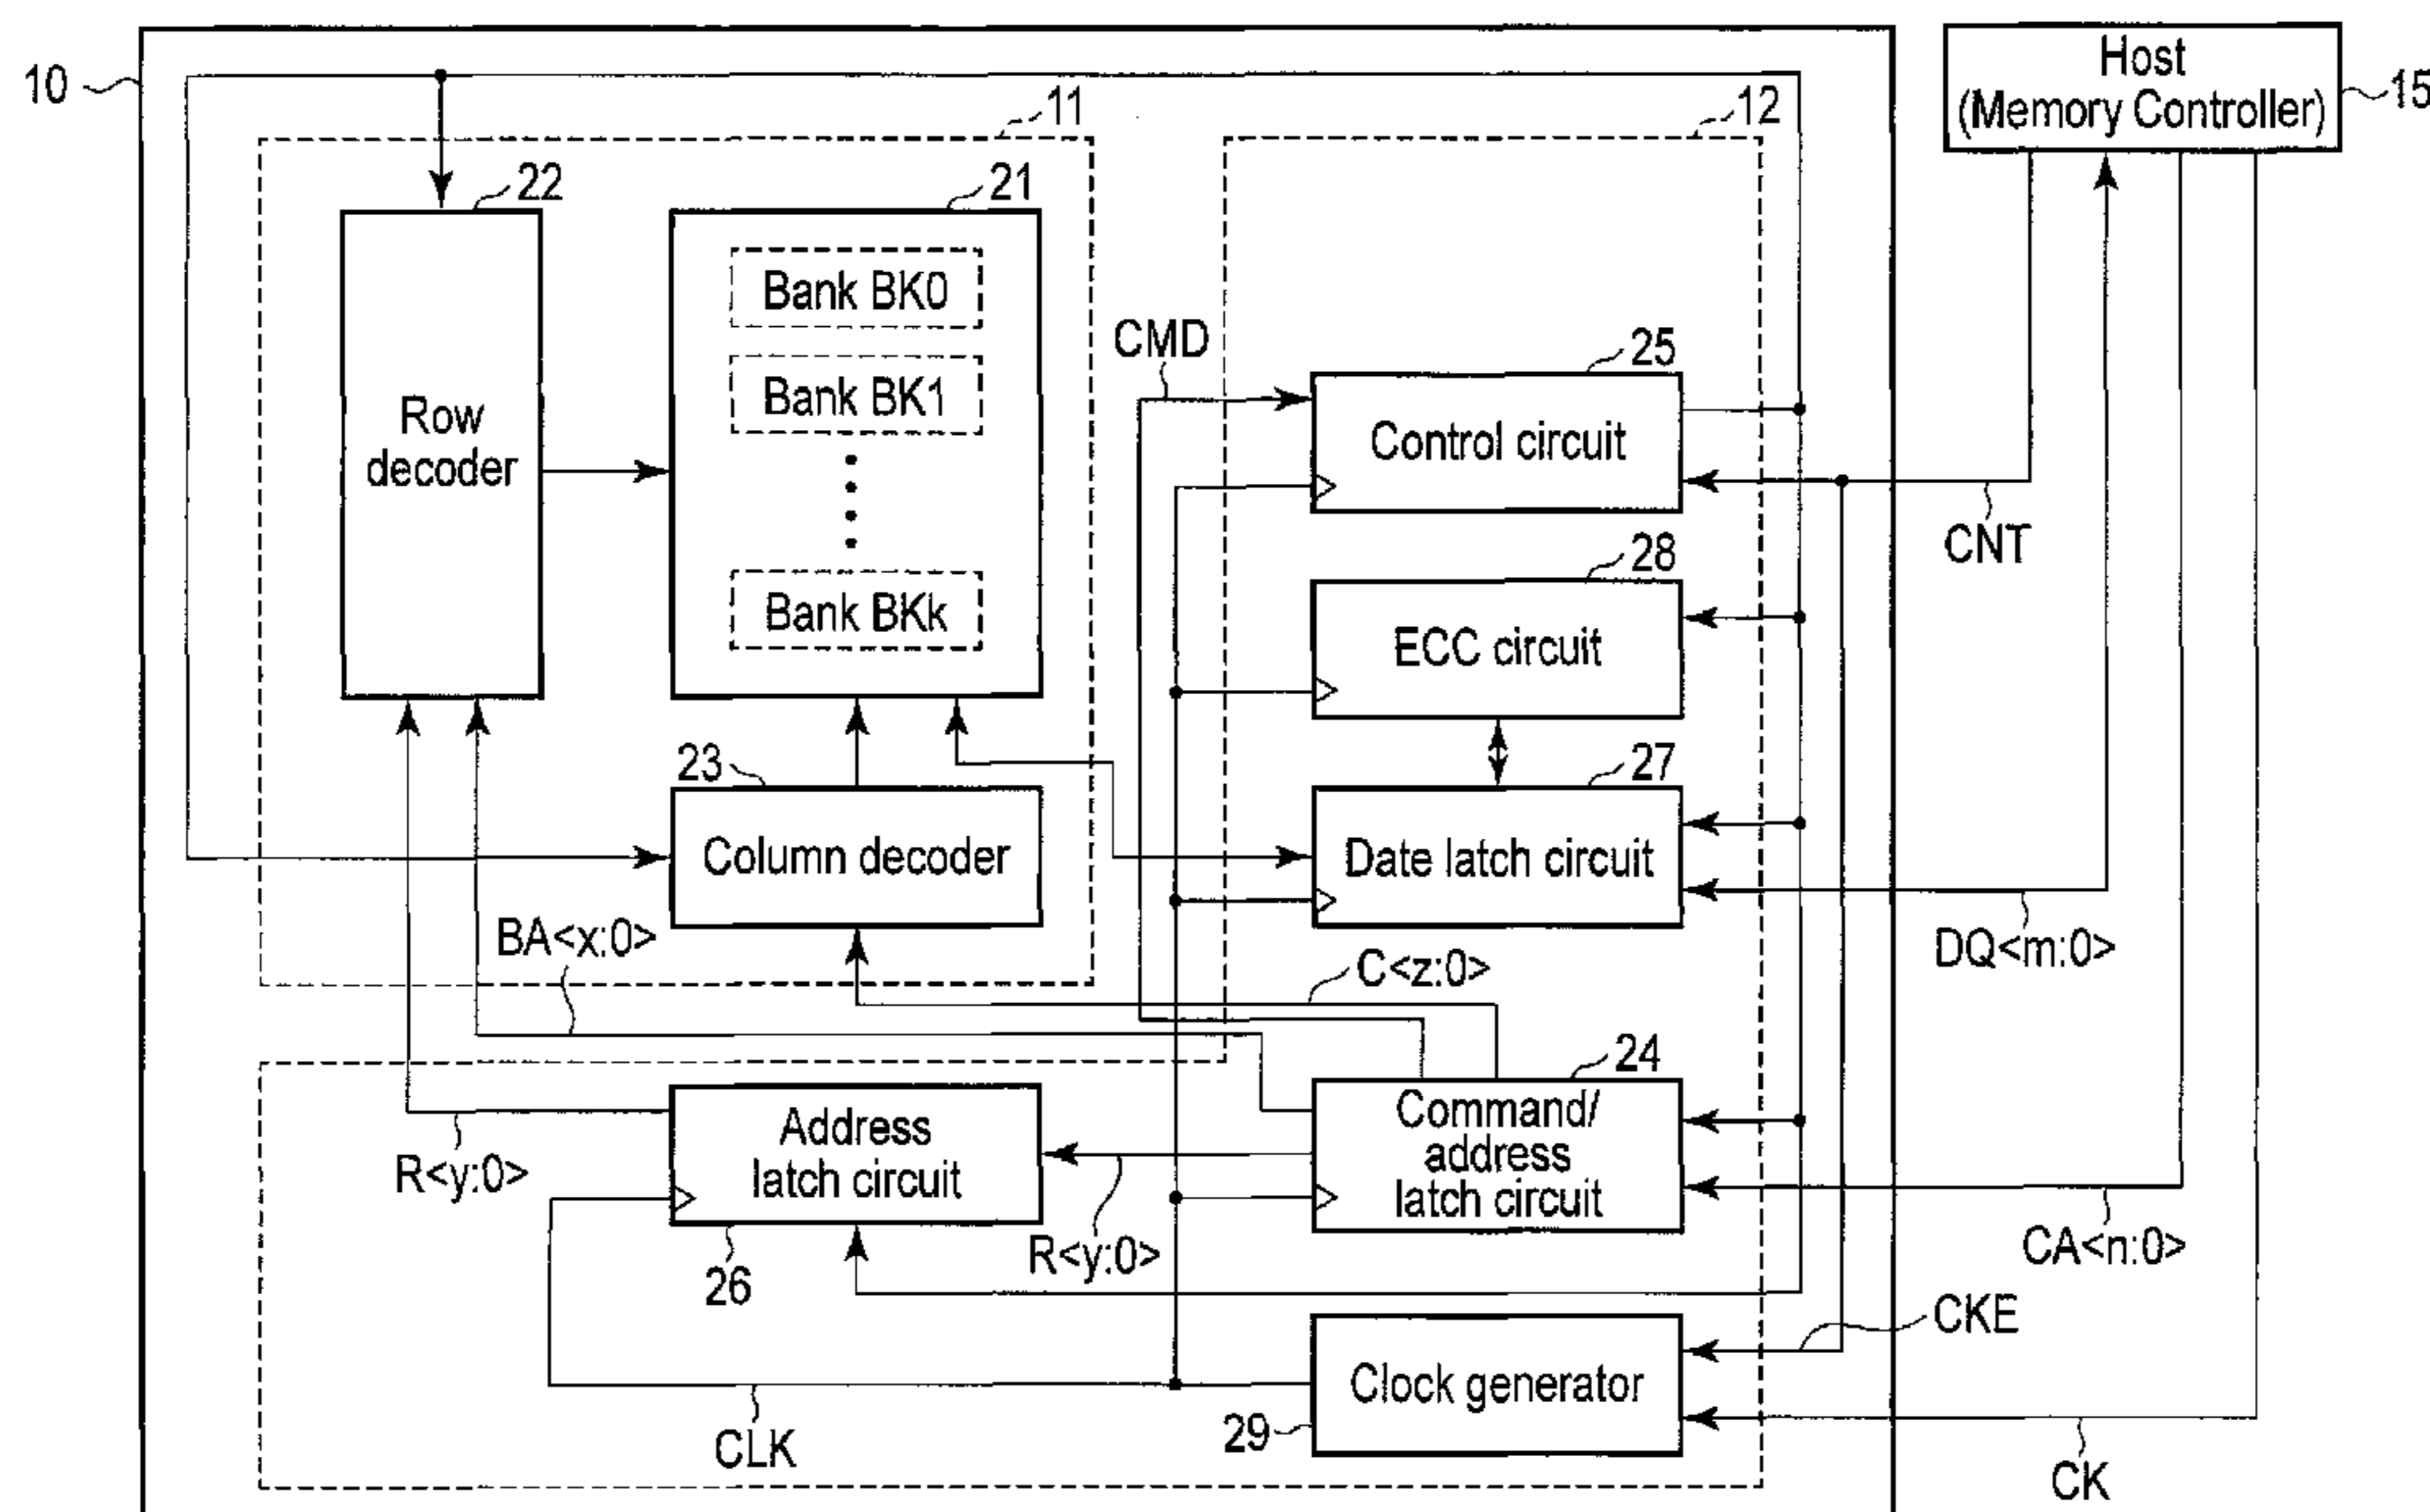 10
11
12
Host
(Memory Controller)
15
22
21
Row
decoder
Bank BK0
Bank BK1
Bank BKk
CMD
25
Control circuit
CNT
28
ECC circuit
23
Column decoder
27
Date latch circuit
DQ<m:0>
BA<x:0>
C<z:0>
24
Command/
address
latch circuit
Address
latch circuit
26
R<y:0>
R<y:0>
CA<n:0>
CKE
Clock generator
29
CLK
CK